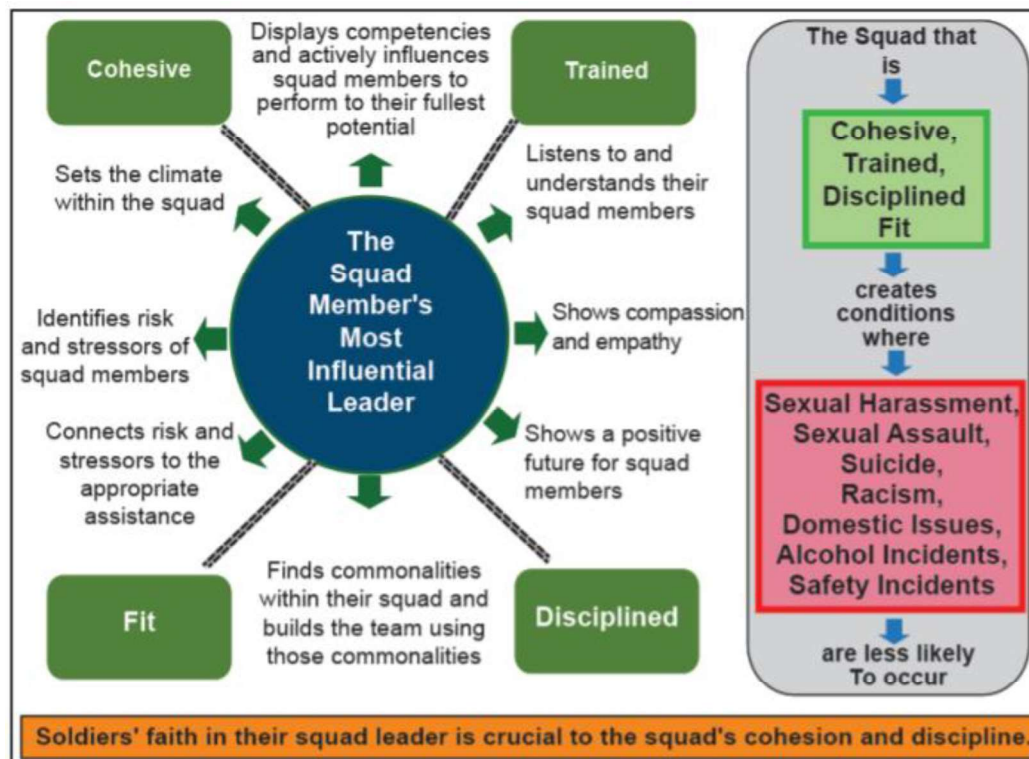 Cohesive
Displays competencies
and actively influences
squad members to
perform to their fullest
potential
Trained
Sets the climate
within the squad
Listens to and
understands their
squad members
The
Squad
Member's
Most
Influential
Leader
Identifies risk
and stressors of
squad members
Shows compassion
and empathy
Connects risk and
stressors to the
appropriate
assistance
Shows a positive
future for squad
members
Fit
Finds commonalities
within their squad and
builds the team using
those commonalities
Disciplined
The Squad that
is
Cohesive,
Trained,
Disciplined
Fit
creates
conditions
where
Sexual Harassment,
Sexual Assault,
Suicide,
Racism,
Domestic Issues,
Alcohol Incidents,
Safety Incidents
are less likely
To occur
Soldiers' faith in their squad leader is crucial to the squad's cohesion and discipline.